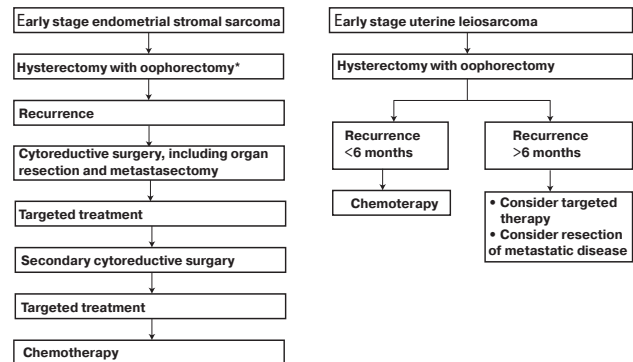 Early stage endometrial stromal sarcoma
Hysterectomy with oophorectomy*
Recurrence
Cytoreductive surgery, including organ
resection and metastasectomy
Targeted treatment
Secondary cytoreductive surgary
Targeted treatment
Chemotherapy
Early stage uterine leiosarcoma
Hysterectomy with oophorectomy
Recurrence
<6 months
Chemoterapy
Recurrence
>6 months
• Consider targeted
therapy
• Consider resection
of metastatic disease